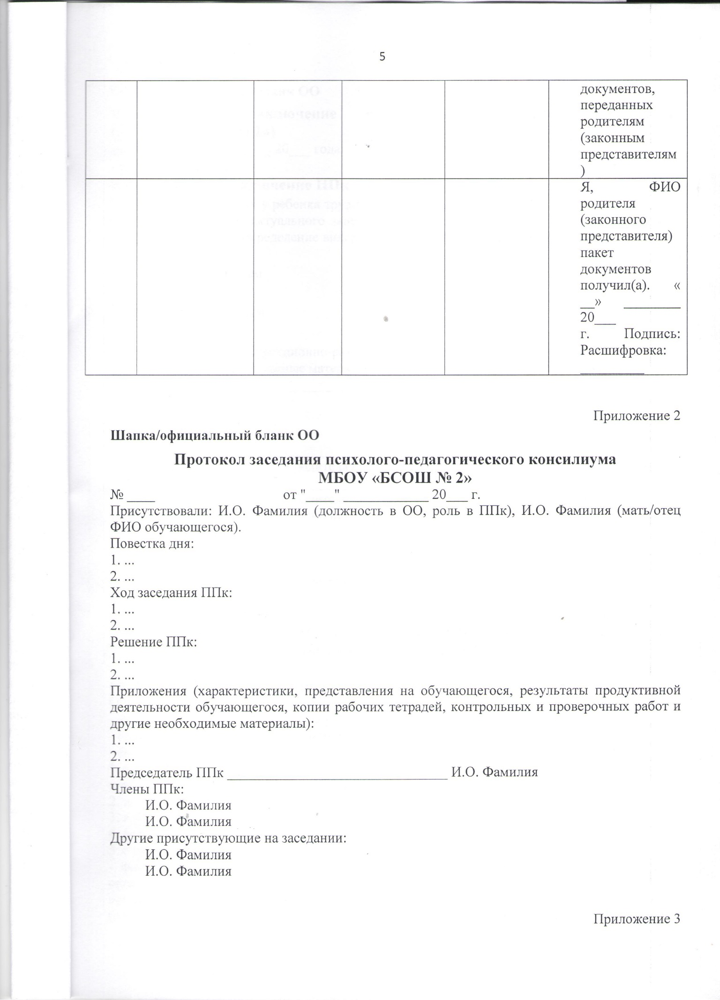 5
документов,
переданных
родителям
(законным
представителям
)
Я, ФИО
родителя
(законного
представителя)
пакет
документов
получил(а). «
__» ________
20___
г. Подпись:
Расшифровка:
_________
Приложение 2
Шапка/официальный бланк ОО
Протокол заседания психолого-педагогического консилиума
МБОУ «БСОШ № 2»
№ ____ от "____" ____________ 20___ г.
Присутствовали: И.О. Фамилия (должность в ОО, роль в ППк), И.О. Фамилия (мать/отец
ФИО обучающегося).
Повестка дня:
1. ...
2. ...
Ход заседания ППк:
1. ...
2. ...
Решение ППк:
1. ...
2. ...
Приложения (характеристики, представления на обучающегося, результаты продуктивной
деятельности обучающегося, копии рабочих тетрадей, контрольных и проверочных работ и
другие необходимые материалы):
1. ...
2. ...
Председатель ППк _______________________________ И.О. Фамилия
Члены ППк:
И.О. Фамилия
И.О. Фамилия
Другие присутствующие на заседании:
И.О. Фамилия
И.О. Фамилия
Приложение 3